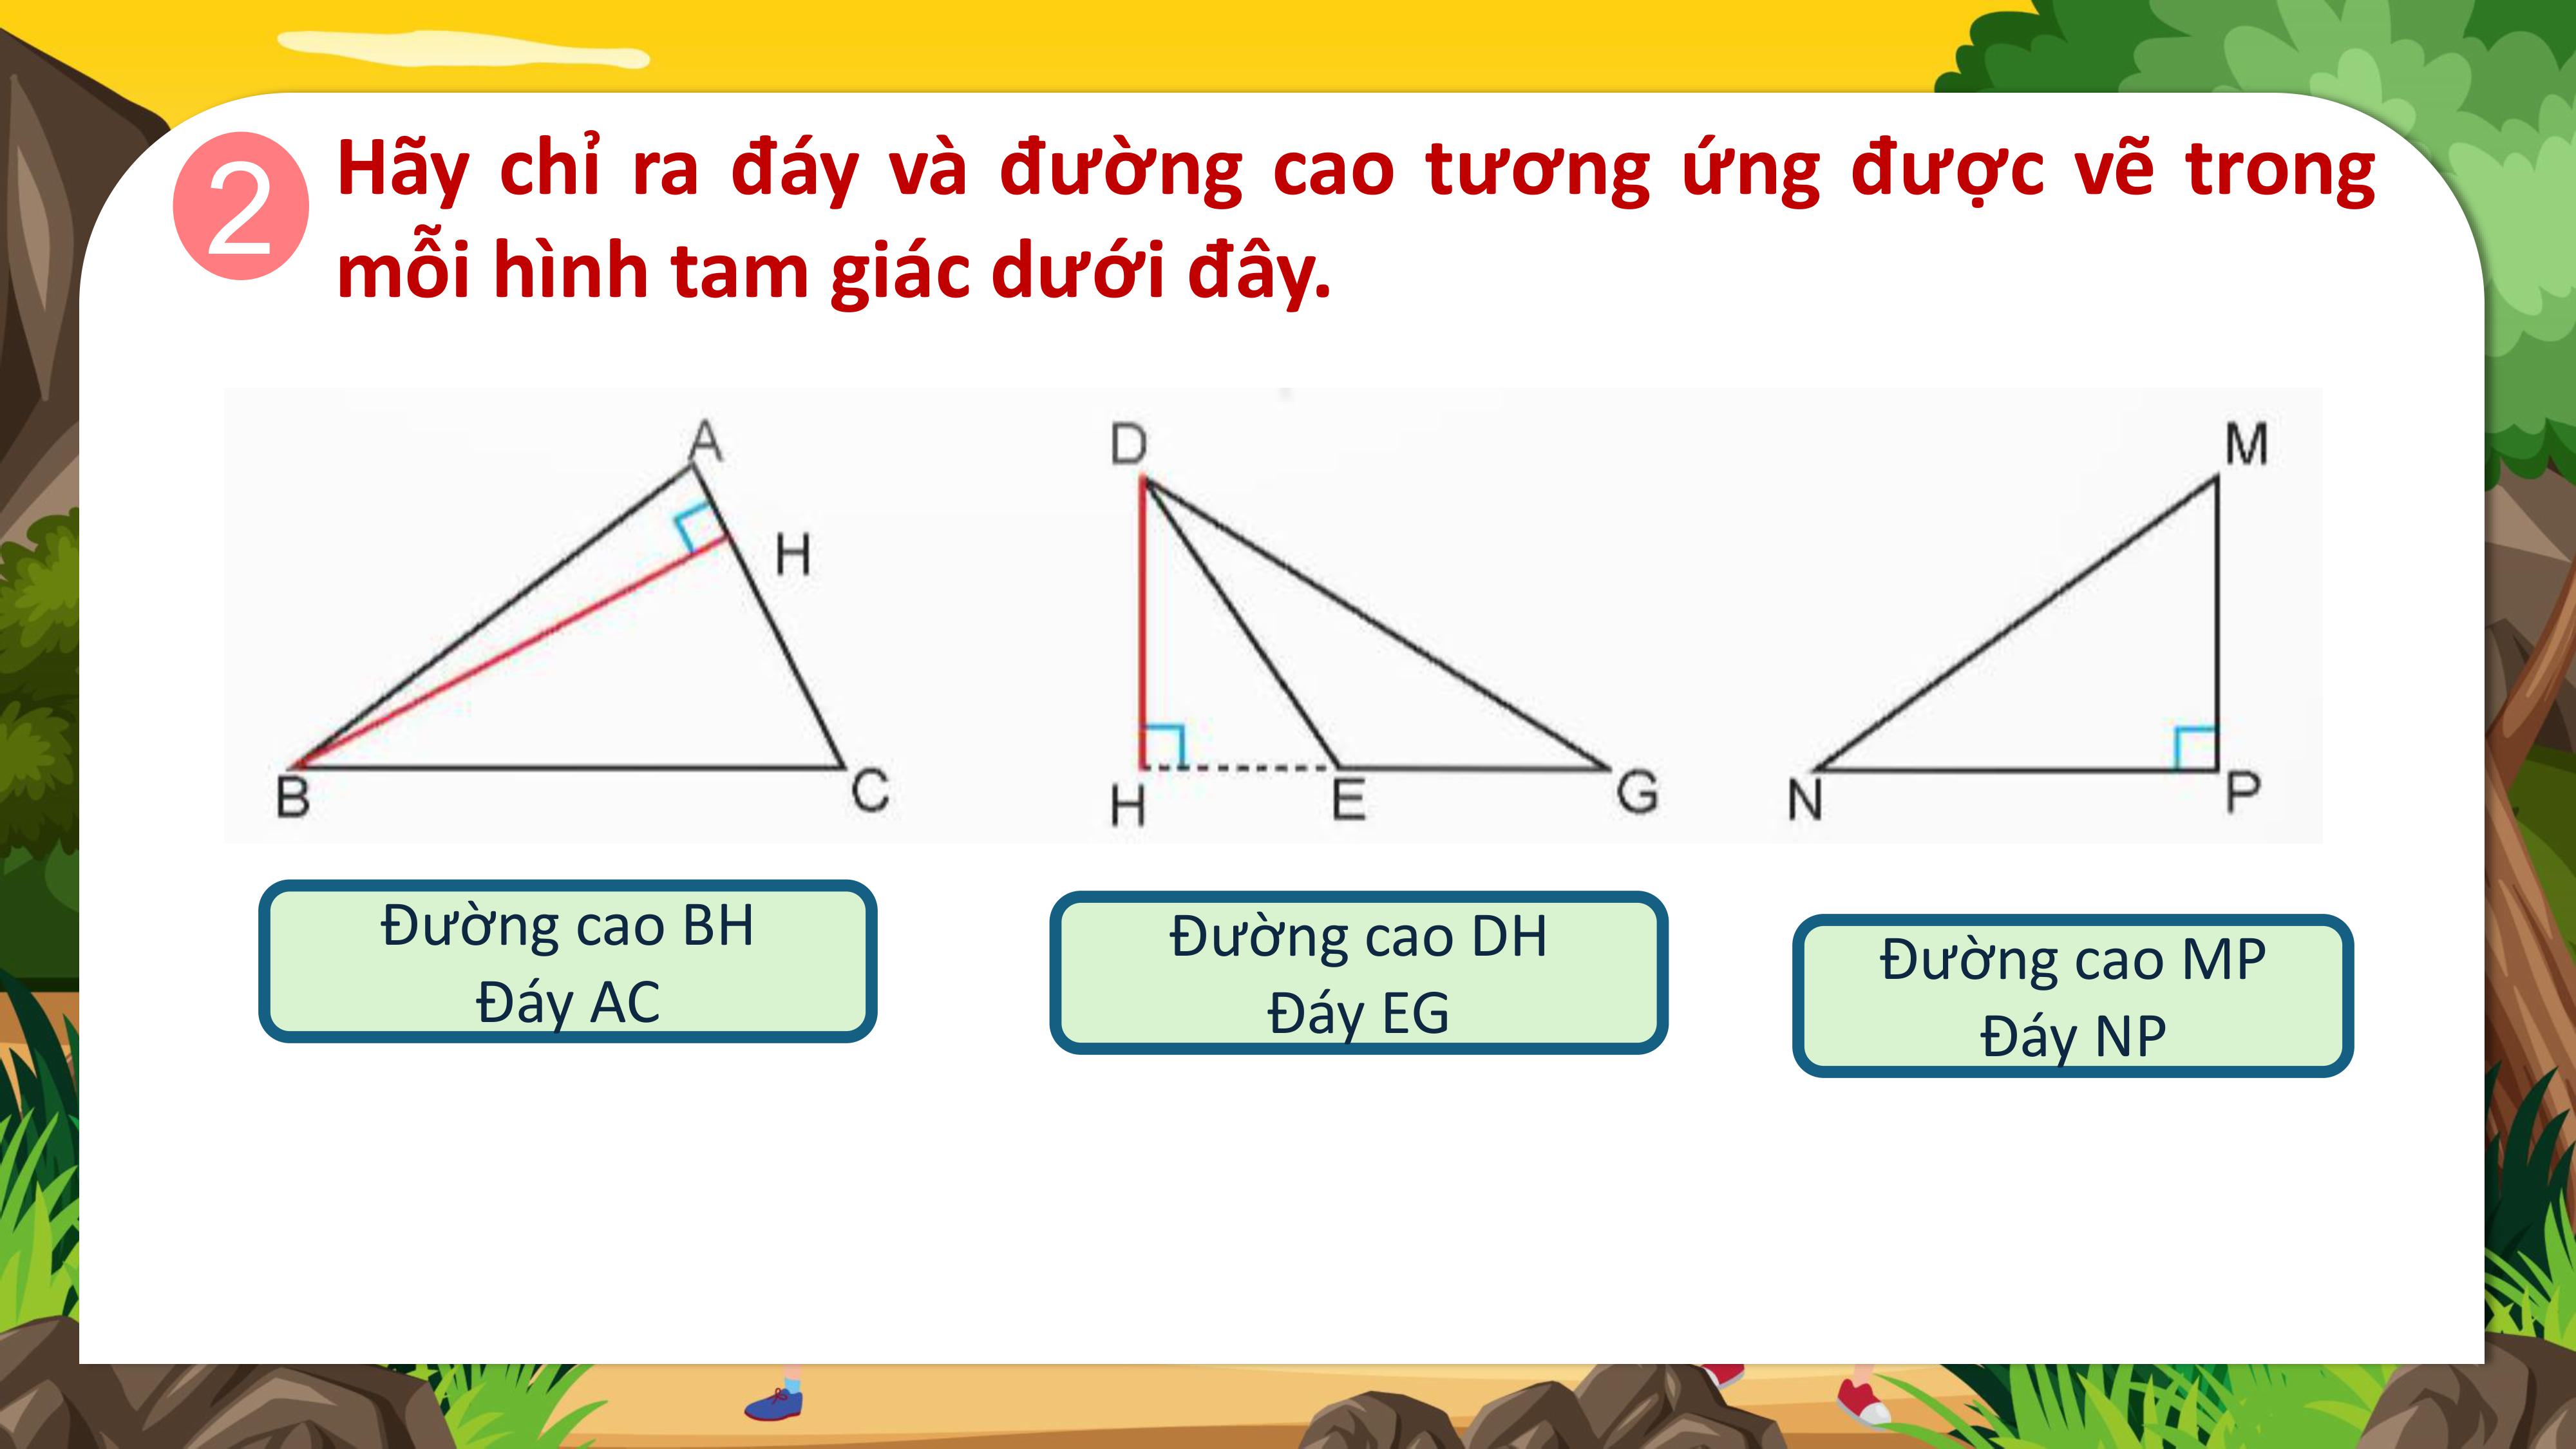 2
Hãy chỉ ra đáy và đường cao tương ứng được vẽ trong
mỗi hình tam giác dưới đây.
A
H
B
C
D
H
E
G
M
N
P
Đường cao BH
Đáy AC
Đường cao DH
Đáy EG
Đường cao MP
Đáy NP